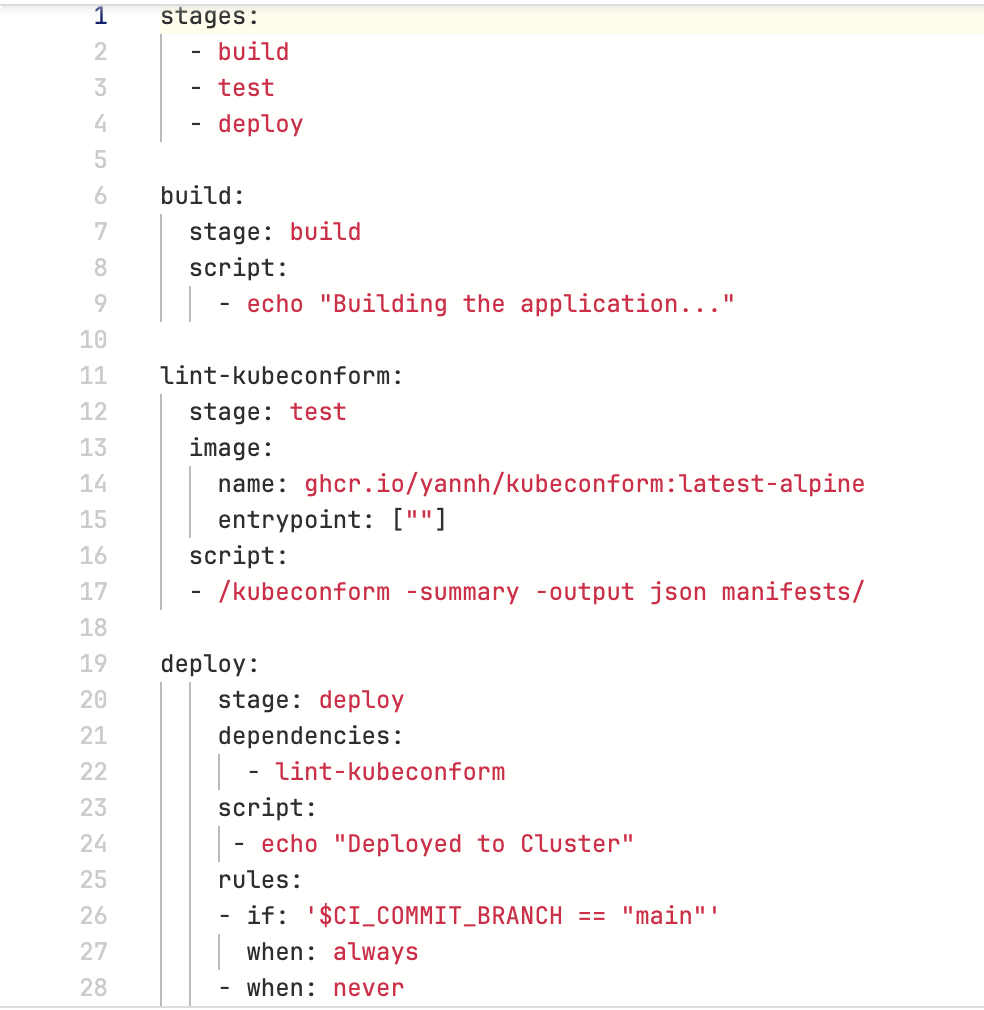 1 stages:
2   - build
3   - test
4   - deploy
5
6 build:
7   stage: build
8   script:
9     - echo "Building the application..."
10
11 lint-kubeconform:
12   stage: test
13   image:
14     name: ghcr.io/yannh/kubeconform:latest-alpine
15     entrypoint: [""]
16   script:
17   - /kubeconform -summary -output json manifests/
18
19 deploy:
20     stage: deploy
21     dependencies:
22       - lint-kubeconform
23     script:
24      - echo "Deployed to Cluster"
25     rules:
26     - if: '$CI_COMMIT_BRANCH == "main"'
27       when: always
28     - when: never